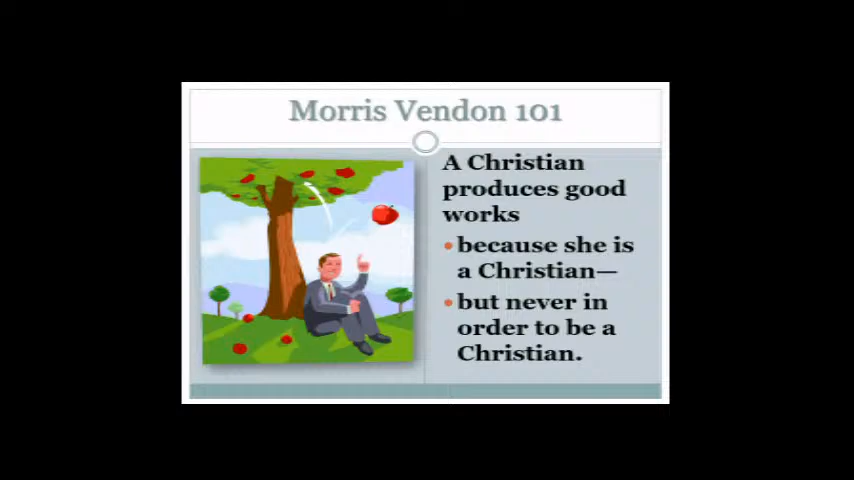 Morris Vendon 101
A Christian
produces good
works
•because she is
a Christian—
•but never in
order to be a
Christian.